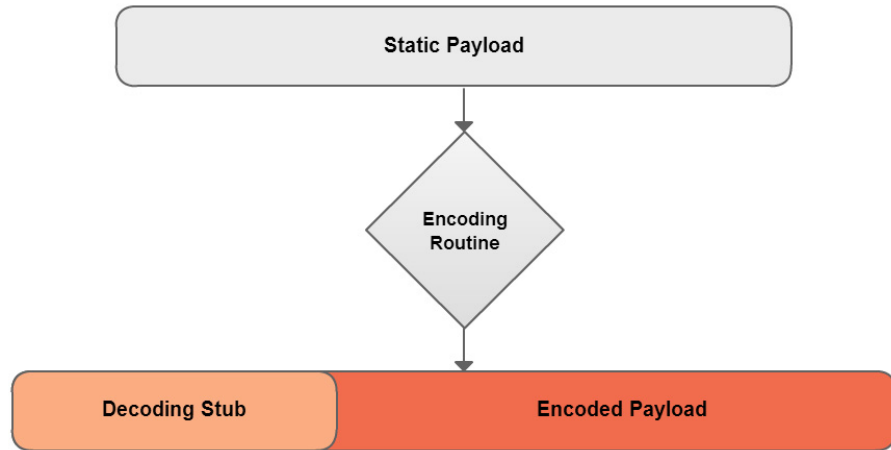 Static Payload
Encoding
Routine
Decoding Stub
Encoded Payload